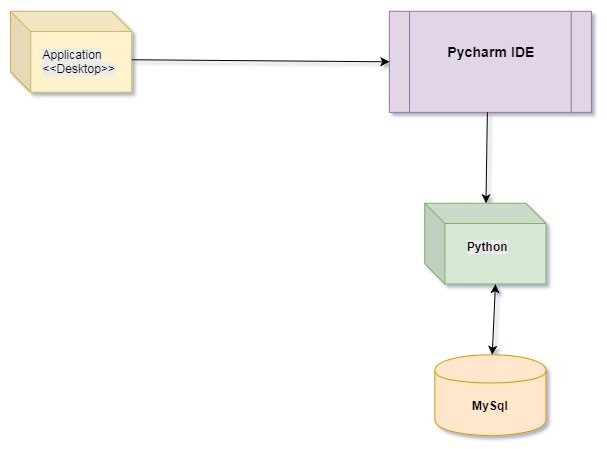 Application
<<Desktop>>
Pycharm IDE
Python
MySql